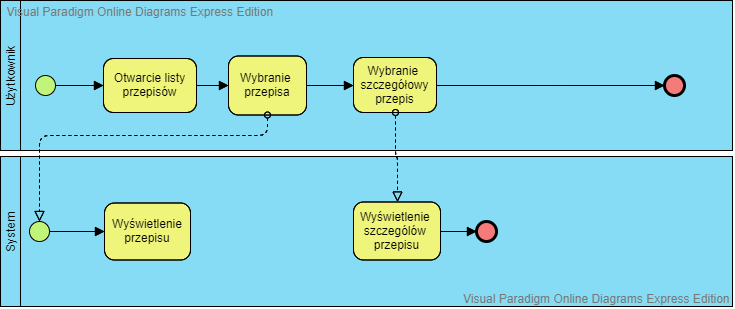 Visual Paradigm Online Diagrams Express Edition
Użytkownik
Otwarcie listy
przepisów
Wybranie
przepisa
Wybranie
szczegółowy
przepis
System
Wyświetlenie
przepisu
Wyświetlenie
szczególów
przepisu
Visual Paradigm Online Diagrams Express Edition